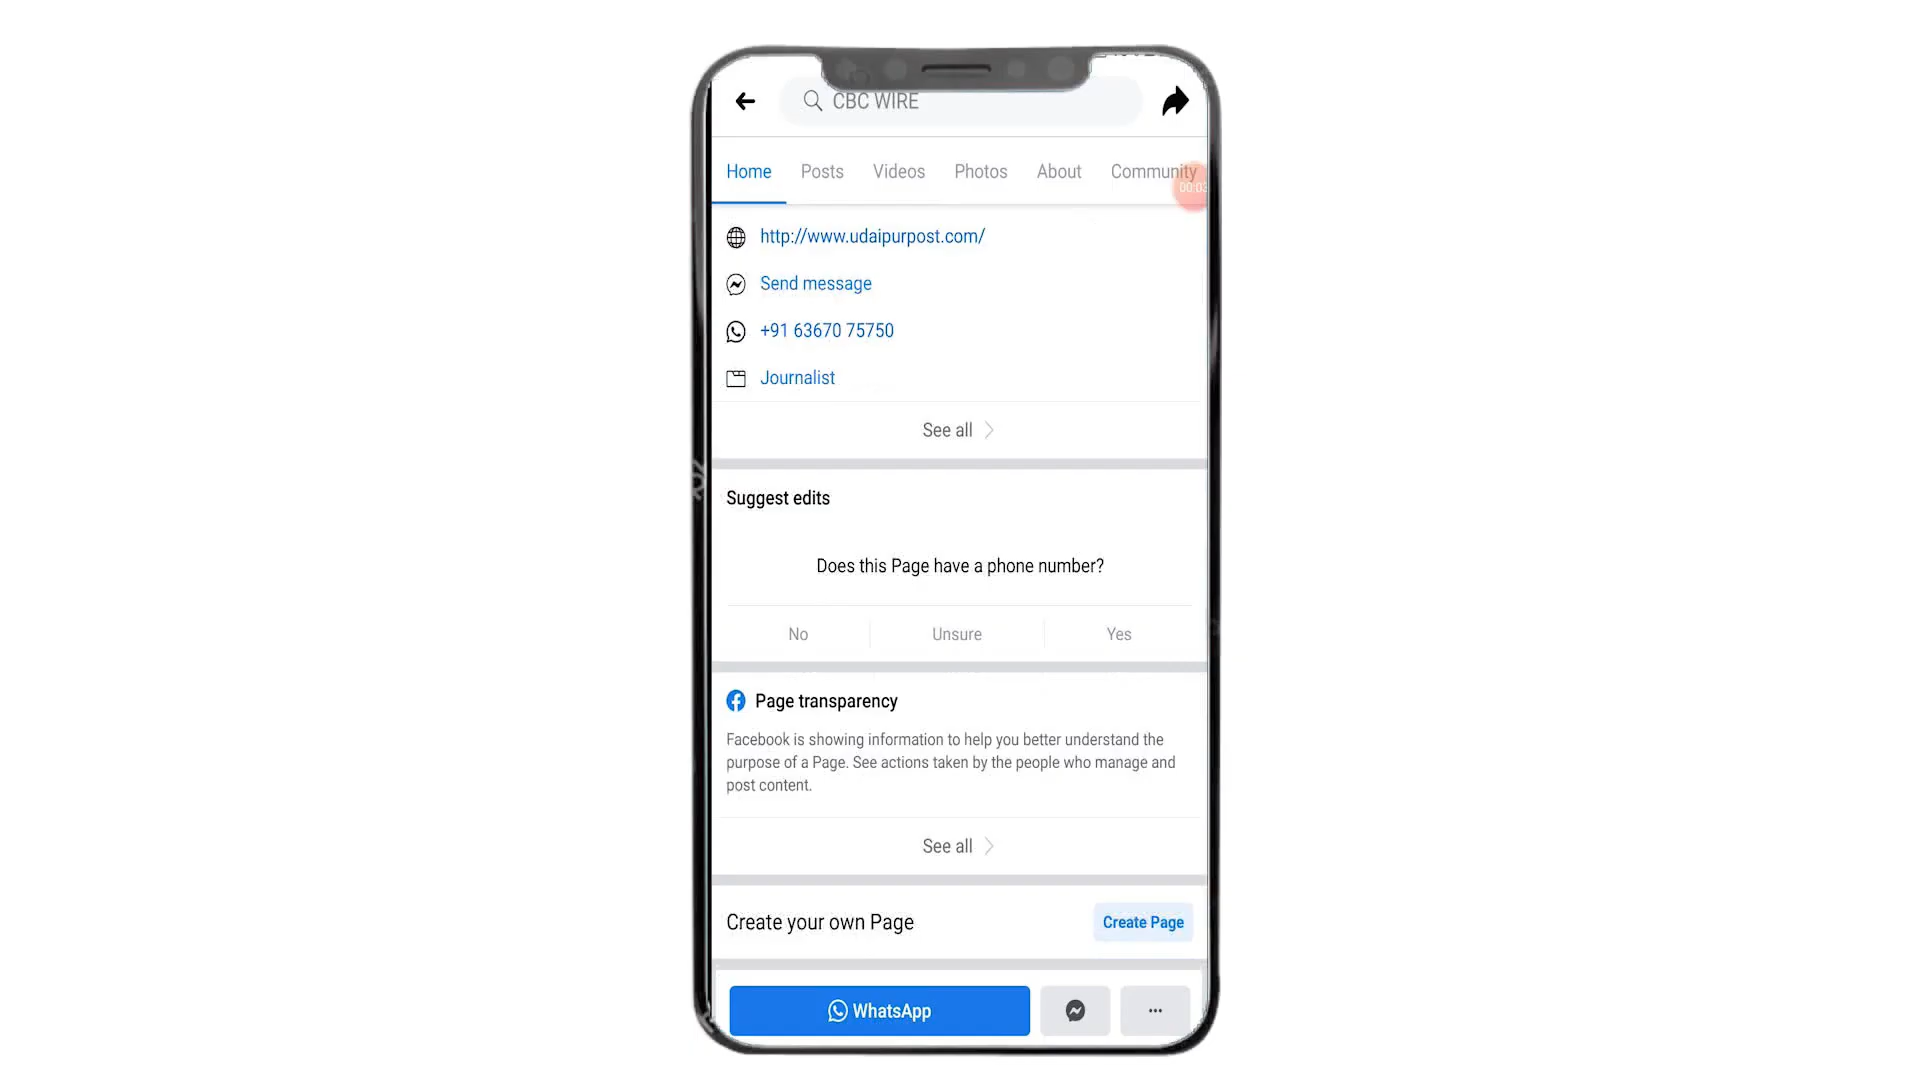 CBC WIRE
Home Posts Videos Photos About Community
00:03
http://www.udaipurpost.com/
Send message
+91 63670 75750
Journalist
See all
Suggest edits
Does this Page have a phone number?
No Unsure Yes
Page transparency
Facebook is showing information to help you better understand the
purpose of a Page. See actions taken by the people who manage and
post content.
See all
Create your own Page Create Page
WhatsApp